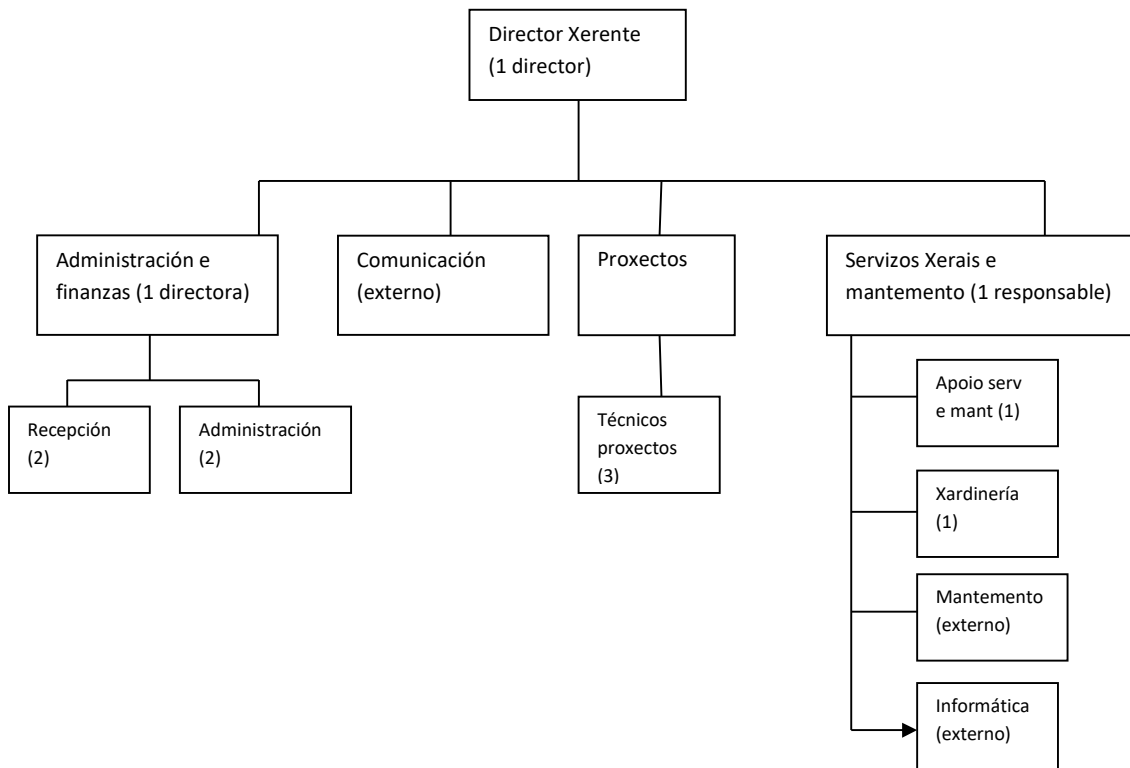 Director Xerente
(1 director)
Administración e
finanzas (1 directora)
Comunicación
(externo)
Proxectos
Servizos Xerais e
mantemento (1 responsable)
Recepción
(2)
Administración
(2)
Técnicos
proxectos
(3)
Apoio serv
e mant (1)
Xardinería
(1)
Mantemento
(externo)
Informática
(externo)